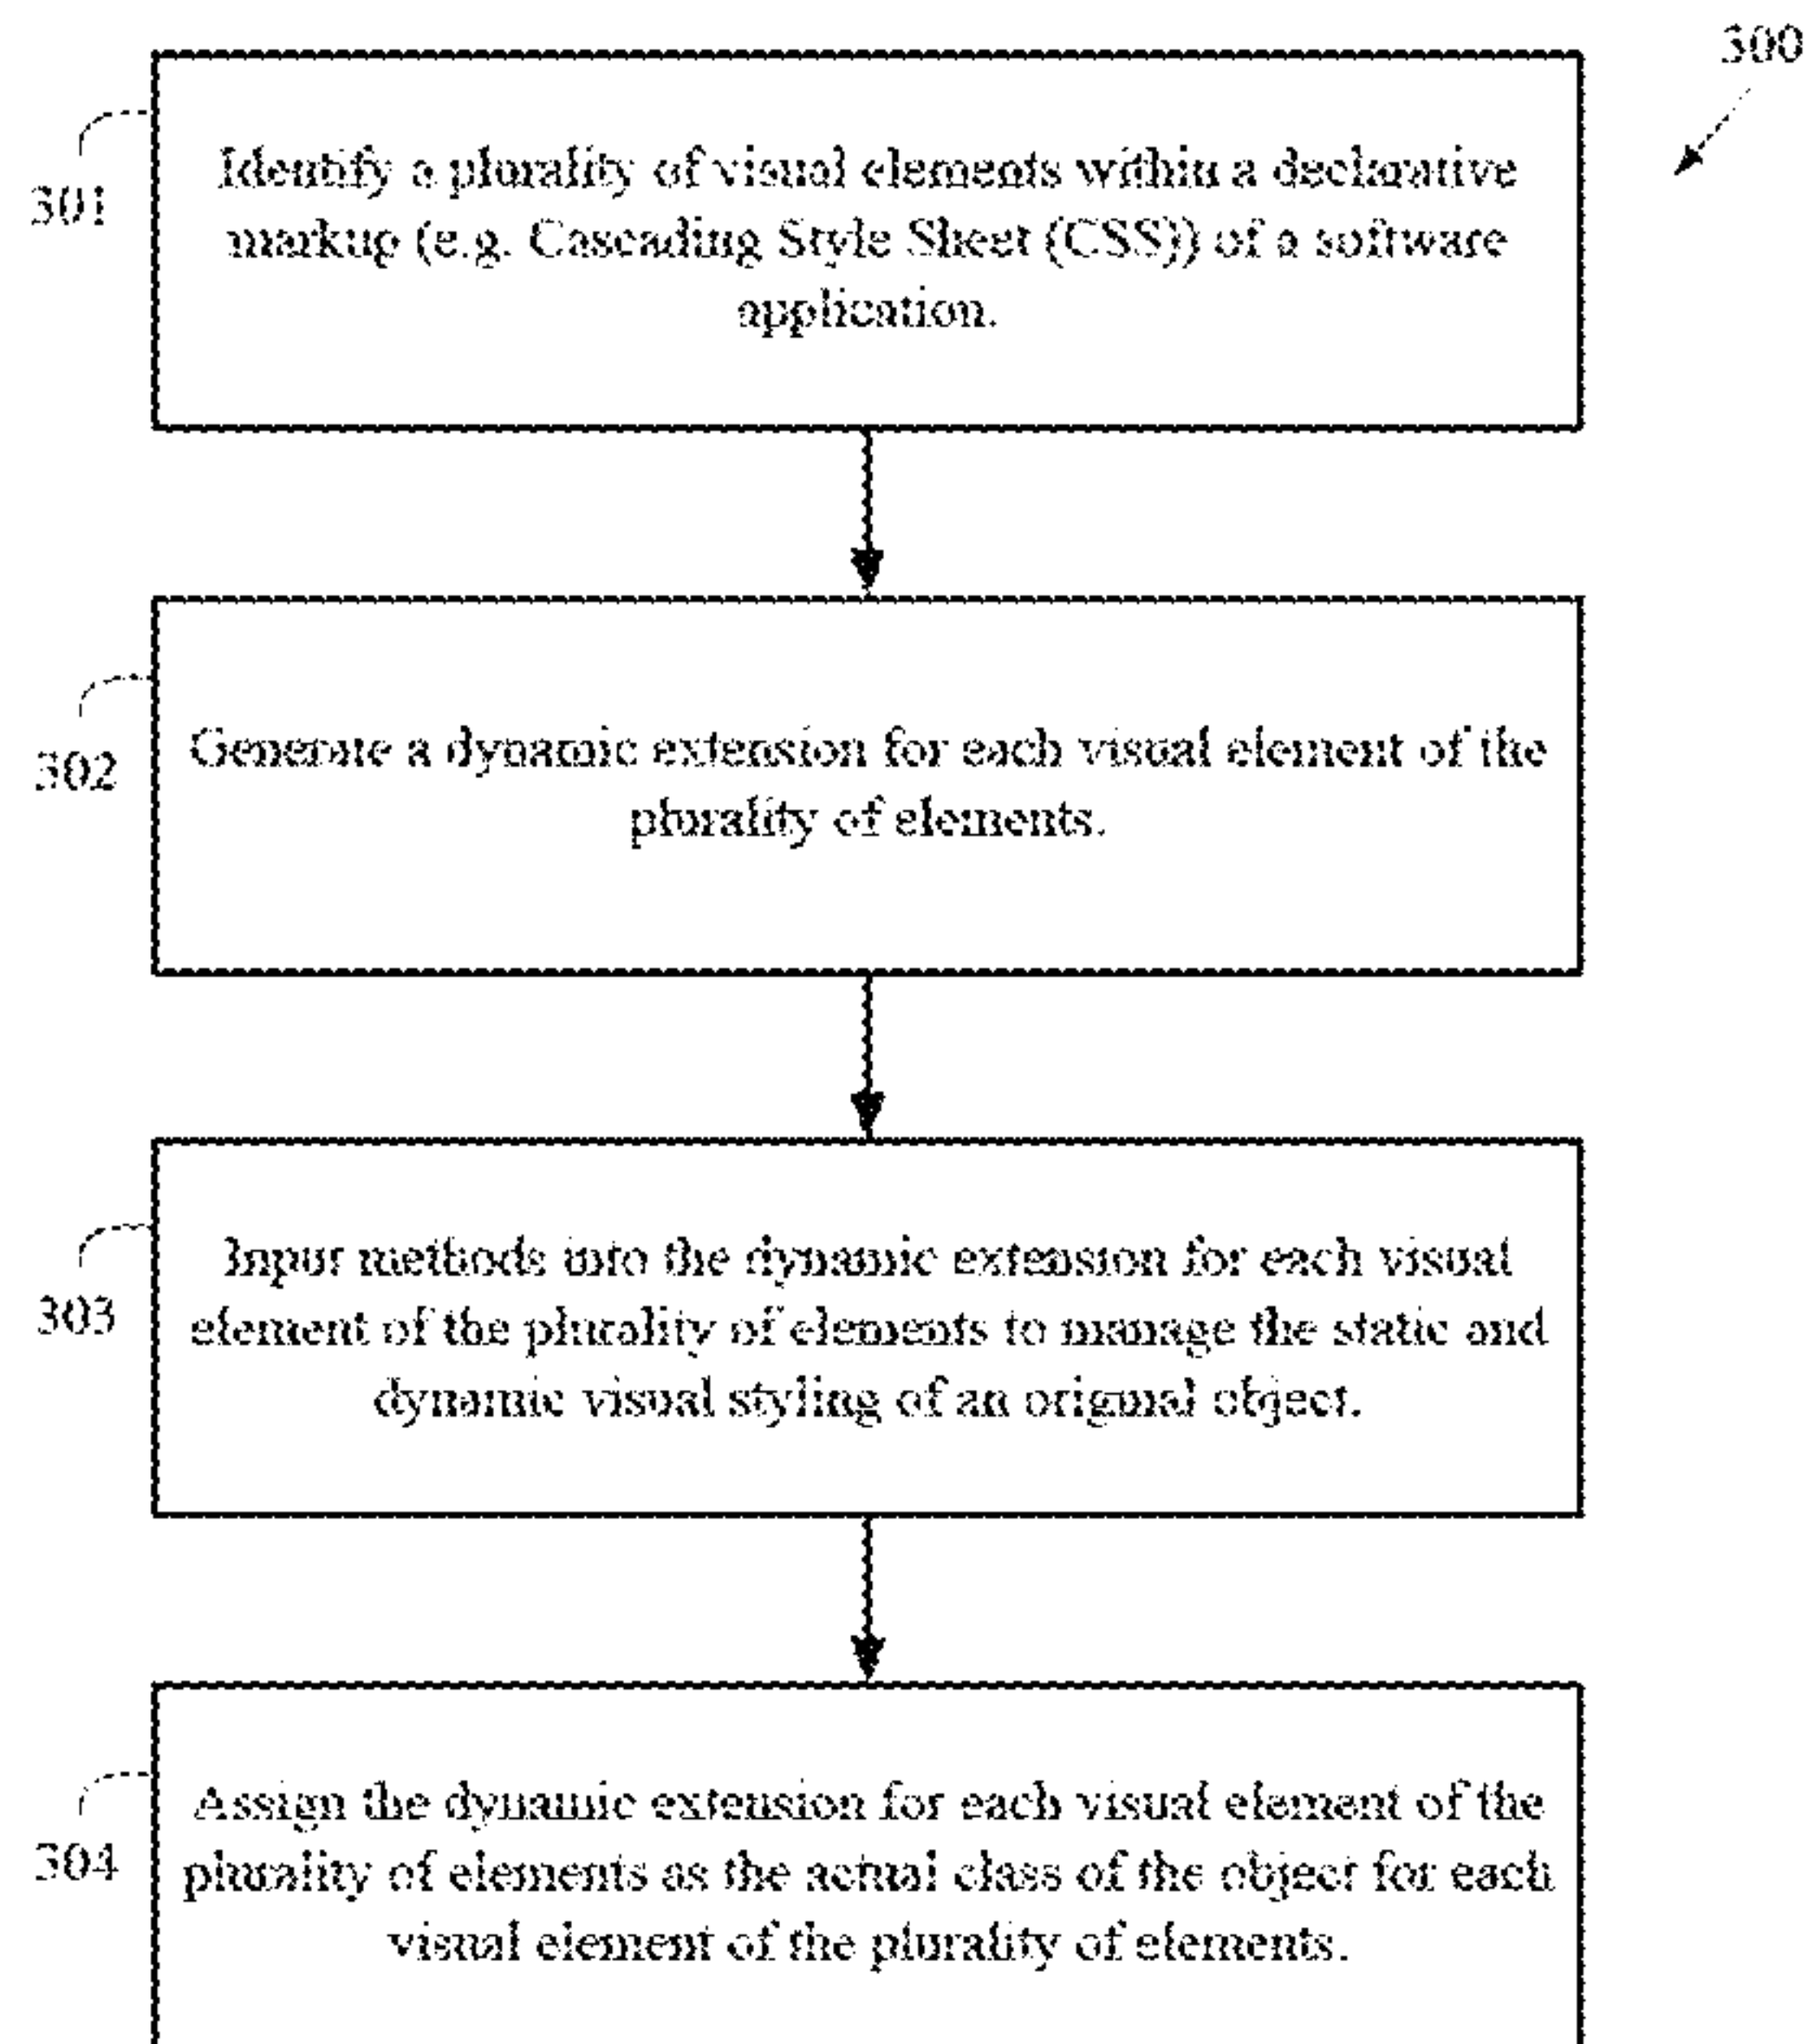 300
301
Identify a plurality of visual elements within a declarative
markup (e.g. Cascading Style Sheet (CSS)) of a software
application.
302
Generate a dynamic extension for each visual element of the
plurality of elements.
303
Input methods into the dynamic extension for each visual
element of the plurality of elements to manage the static and
dynamic visual styling of an original object.
304
Assign the dynamic extension for each visual element of the
plurality of elements as the actual class of the object for each
visual element of the plurality of elements.